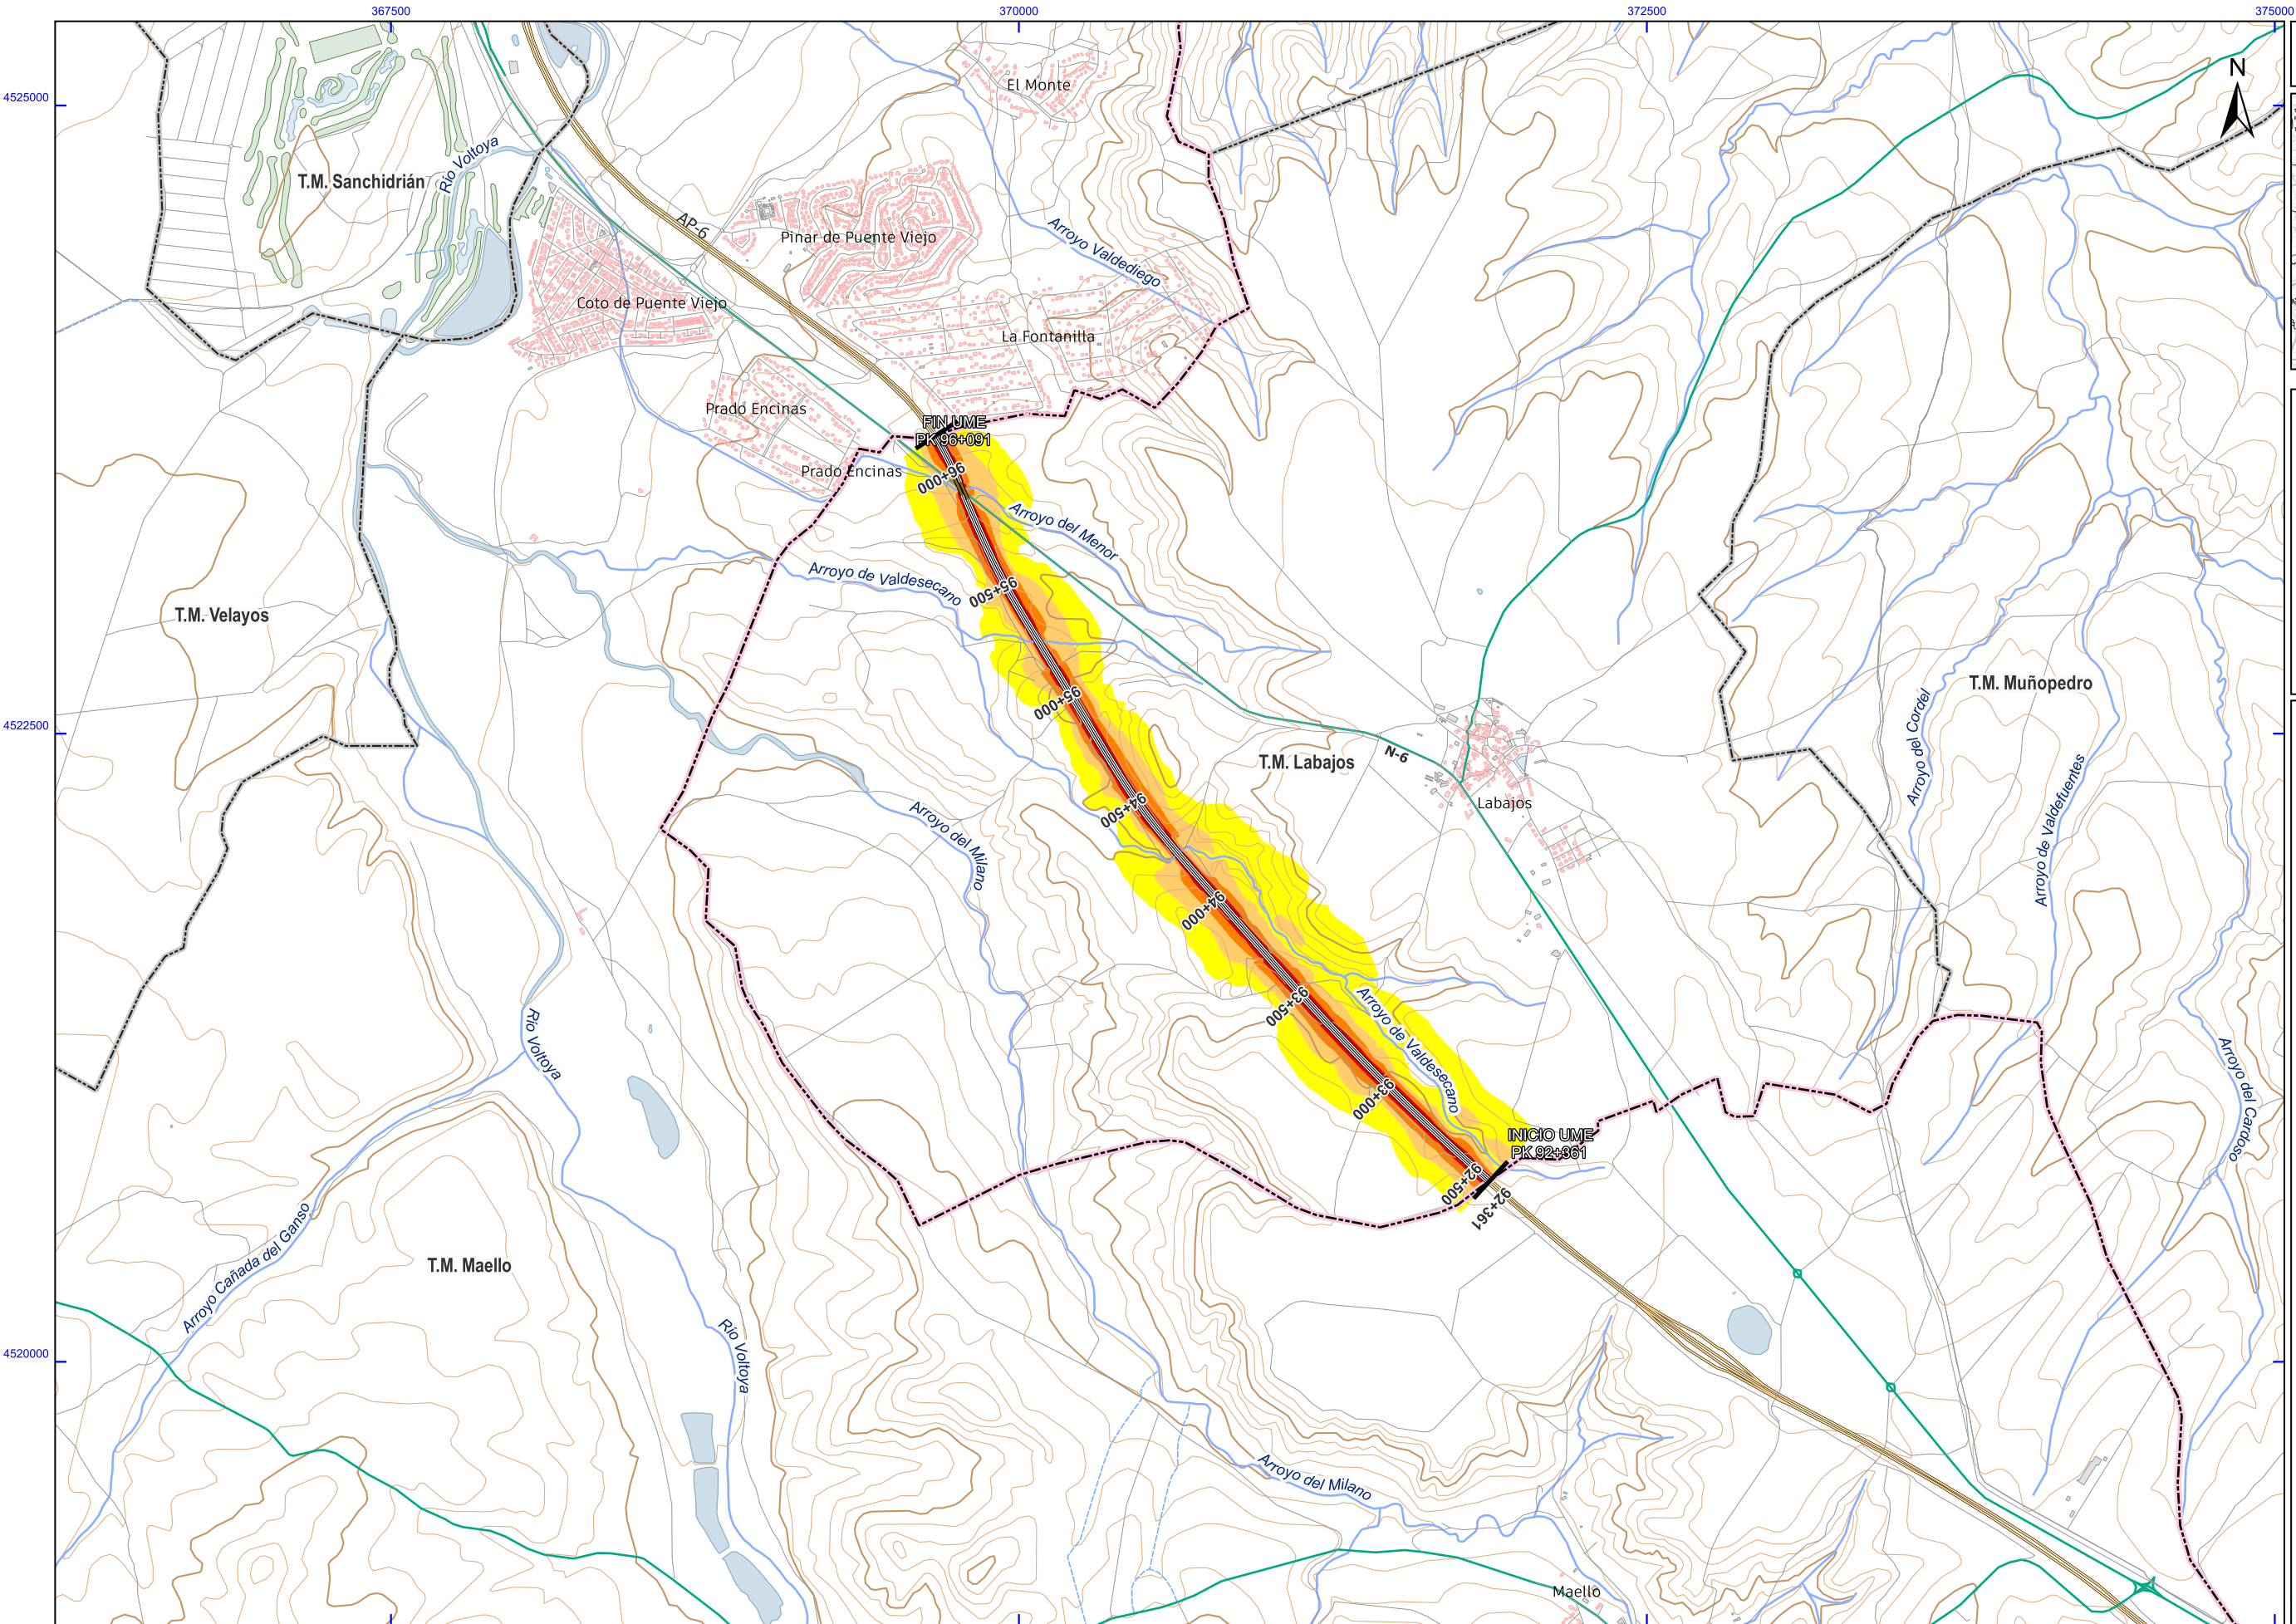 367500
370000
372500
375000
4525000
4522500
4520000
N
El Monte
T.M. Sanchidrián
Río Voltoya
AP-6
Pinar de Puente Viejo
Arroyo Valdediego
Coto de Puente Viejo
La Fontanilla
Prado Encinas
FIN UME
PK 96+091
Prado Encinas
96+000
Arroyo del Menor
Arroyo de Valdesecano
95+500
T.M. Velayos
95+000
T.M. Muñopedro
Arroyo del Cordel
T.M. Labajos
N-6
Labajos
94+500
Arroyo del Milano
Arroyo de Valdefuentes
94+000
93+500
Arroyo de Valdesecano
Río Voltoya
93+000
Arroyo del Cardoso
INICIO UME
PK 92+361
92+500
92+361
Arroyo Cañada del Ganso
T.M. Maello
Río Voltoya
Arroyo del Milano
Maello